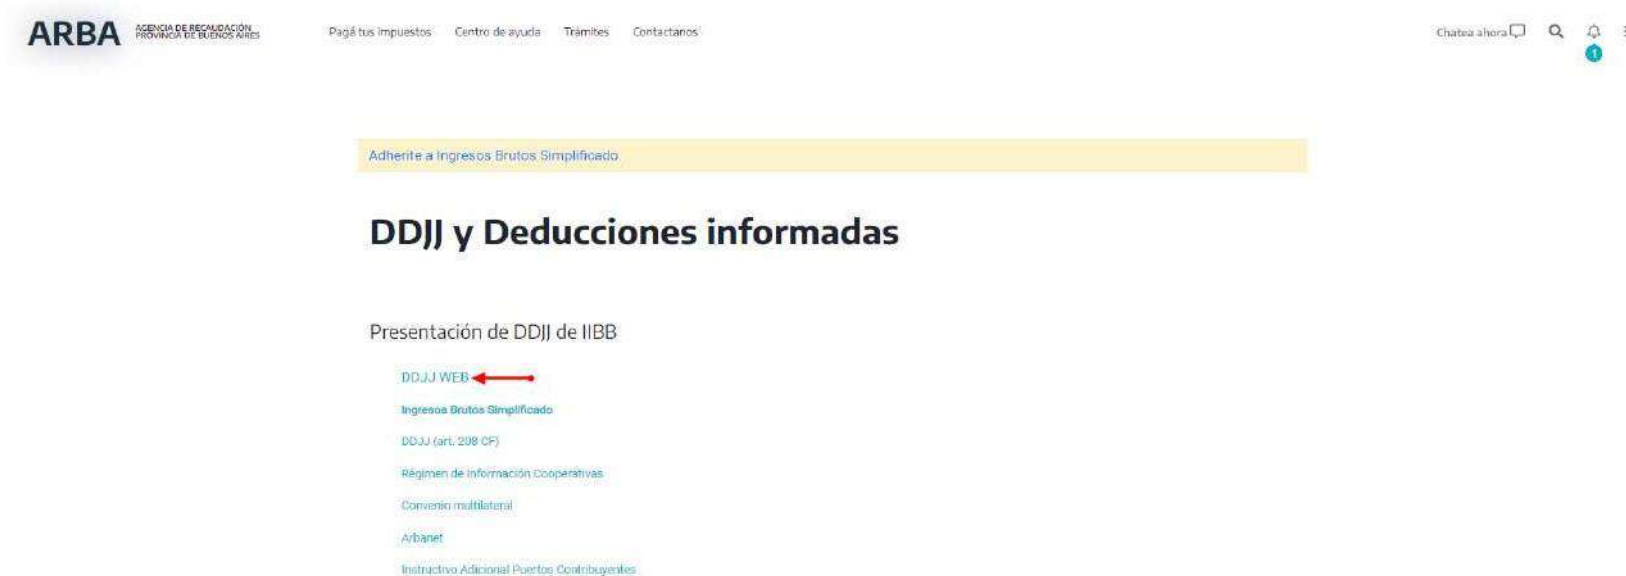 ARBA
AGENCIA DE RECAUDACIÓN
PROVINCIA DE BUENOS AIRES
Pagá tus impuestos
Centro de ayuda
Trámites
Contactanos
Chatea ahora
1
Adherite a Ingresos Brutos Simplificado
DDJJ y Deducciones informadas
Presentación de DDJJ de IIBB
DDJJ WEB
Ingresos Brutos Simplificado
DDJJ (art. 208 CF)
Régimen de Información Cooperativas
Convenio multilateral
Arbanet
Instructivo Adicional Puertos Contribuyentes